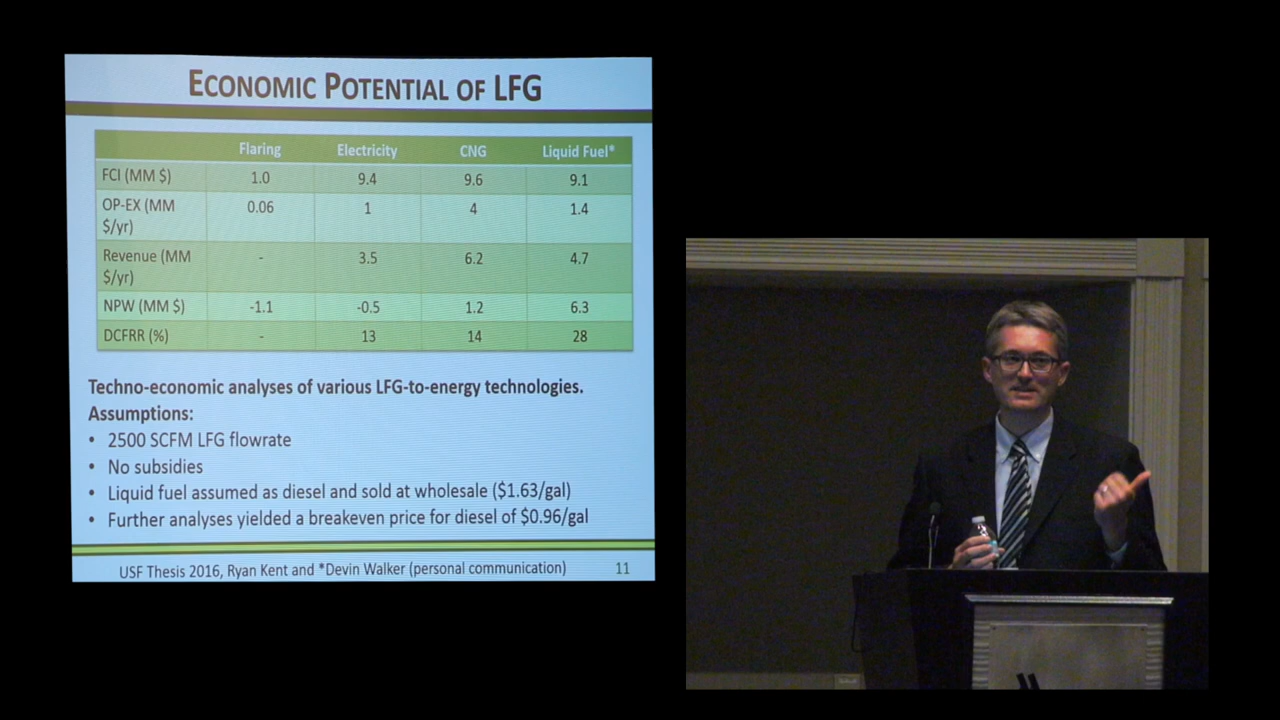 ECONOMIC POTENTIAL OF LFG
Flaring Electricity CNG Liquid Fuel*
FCI (MM $) 1.0 9.4 9.6 9.1
OP-EX (MM $/yr) 0.06 1 4 1.4
Revenue (MM $/yr) - 3.5 6.2 4.7
NPW (MM $) -1.1 -0.5 1.2 6.3
DCFRR (%) - 13 14 28
Techno-economic analyses of various LFG-to-energy technologies.
Assumptions:
• 2500 SCFM LFG flowrate
• No subsidies
• Liquid fuel assumed as diesel and sold at wholesale ($1.63/gal)
• Further analyses yielded a breakeven price for diesel of $0.96/gal
USF Thesis 2016, Ryan Kent and *Devin Walker (personal communication) 11